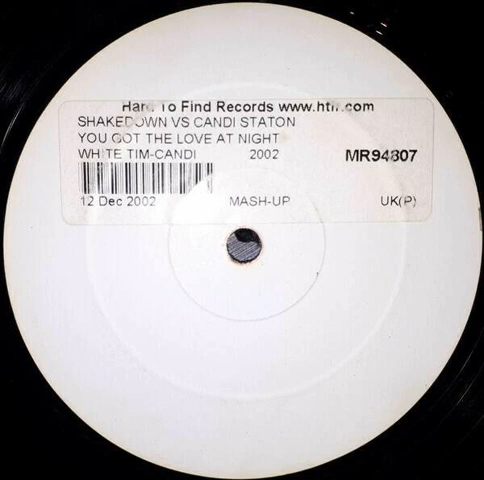 Hard To Find Records www.htfr.com
SHAKEDOWN VS CANDI STATON
YOU GOT THE LOVE AT NIGHT
WHITE TIM-CANDI 2002 MR94807
12 Dec 2002 MASH-UP UK(P)